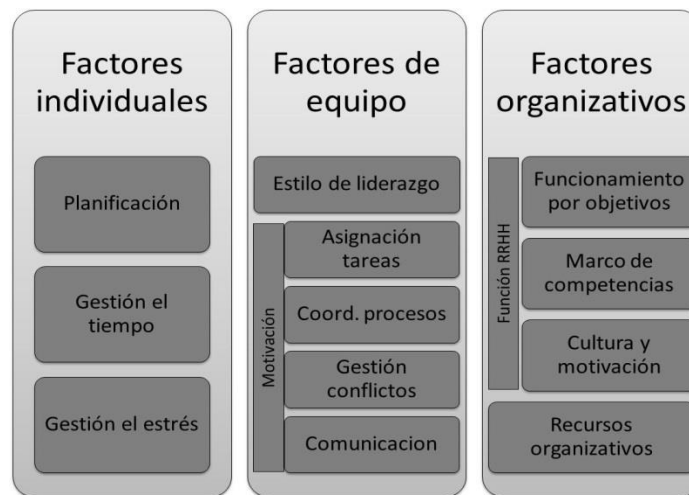 Factores
individuales
Planificación
Gestión el
tiempo
Gestión el estrés
Factores de
equipo
Estilo de liderazgo
Motivación
Asignación
tareas
Coord. procesos
Gestión
conflictos
Comunicacion
Factores
organizativos
Función RRHH
Funcionamiento
por objetivos
Marco de
competencias
Cultura y
motivación
Recursos
organizativos